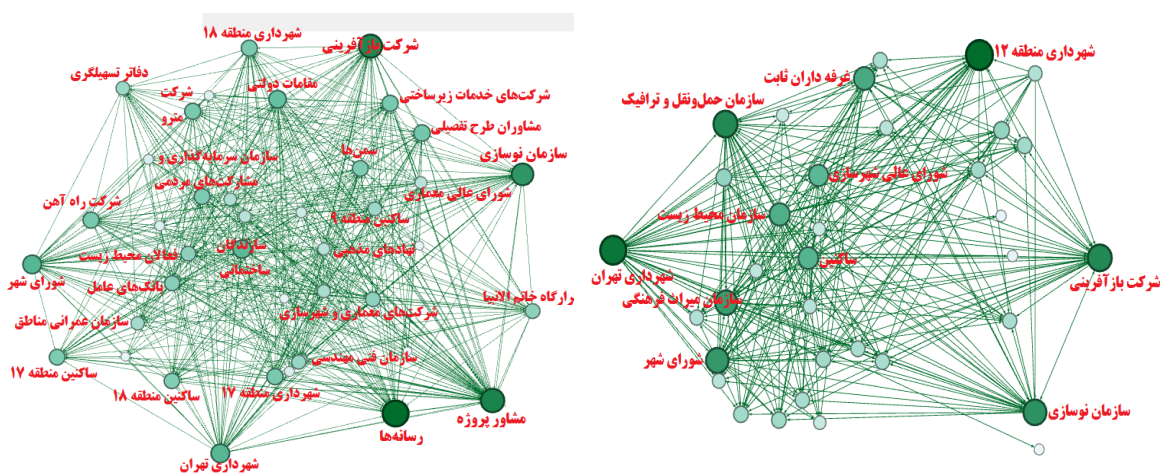 شهرداری منطقه ۱۸
شرکت بازآفرینی
دفاتر تسهیلگری
شرکت
مترو
مقامات دولتی
شرکت‌های خدمات زیرساختی
مشاوران طرح تفصیلی
سازمان سرمایه‌گذاری و
مشارکت‌های مردمی
سمن‌ها
سازمان نوسازی
شورای عالی معماری
شرکت راه آهن
ساکنین منطقه ۹
فعالان محیط زیست
سازندگان
ساختمانی
نهادهای مذهبی
شورای شهر
بانک‌های عامل
رارگاه خاتم الانبیا
شرکت‌های معماری و شهرسازی
سازمان عمرانی مناطق
ساکنین منطقه ۱۷
ساکنین منطقه ۱۸
سازمان فنی مهندسی
شهرداری منطقه ۱۷
مشاور پروژه
رسانه‌ها
شهرداری تهران
شهرداری منطقه ۱۲
غرفه داران ثابت
سازمان حمل‌ونقل و ترافیک
شورای عالی شهرسازی
سازمان محیط زیست
ساکنین
شهرداری تهران
شرکت بازآفرینی
سازمان میراث فرهنگی
شورای شهر
سازمان نوسازی